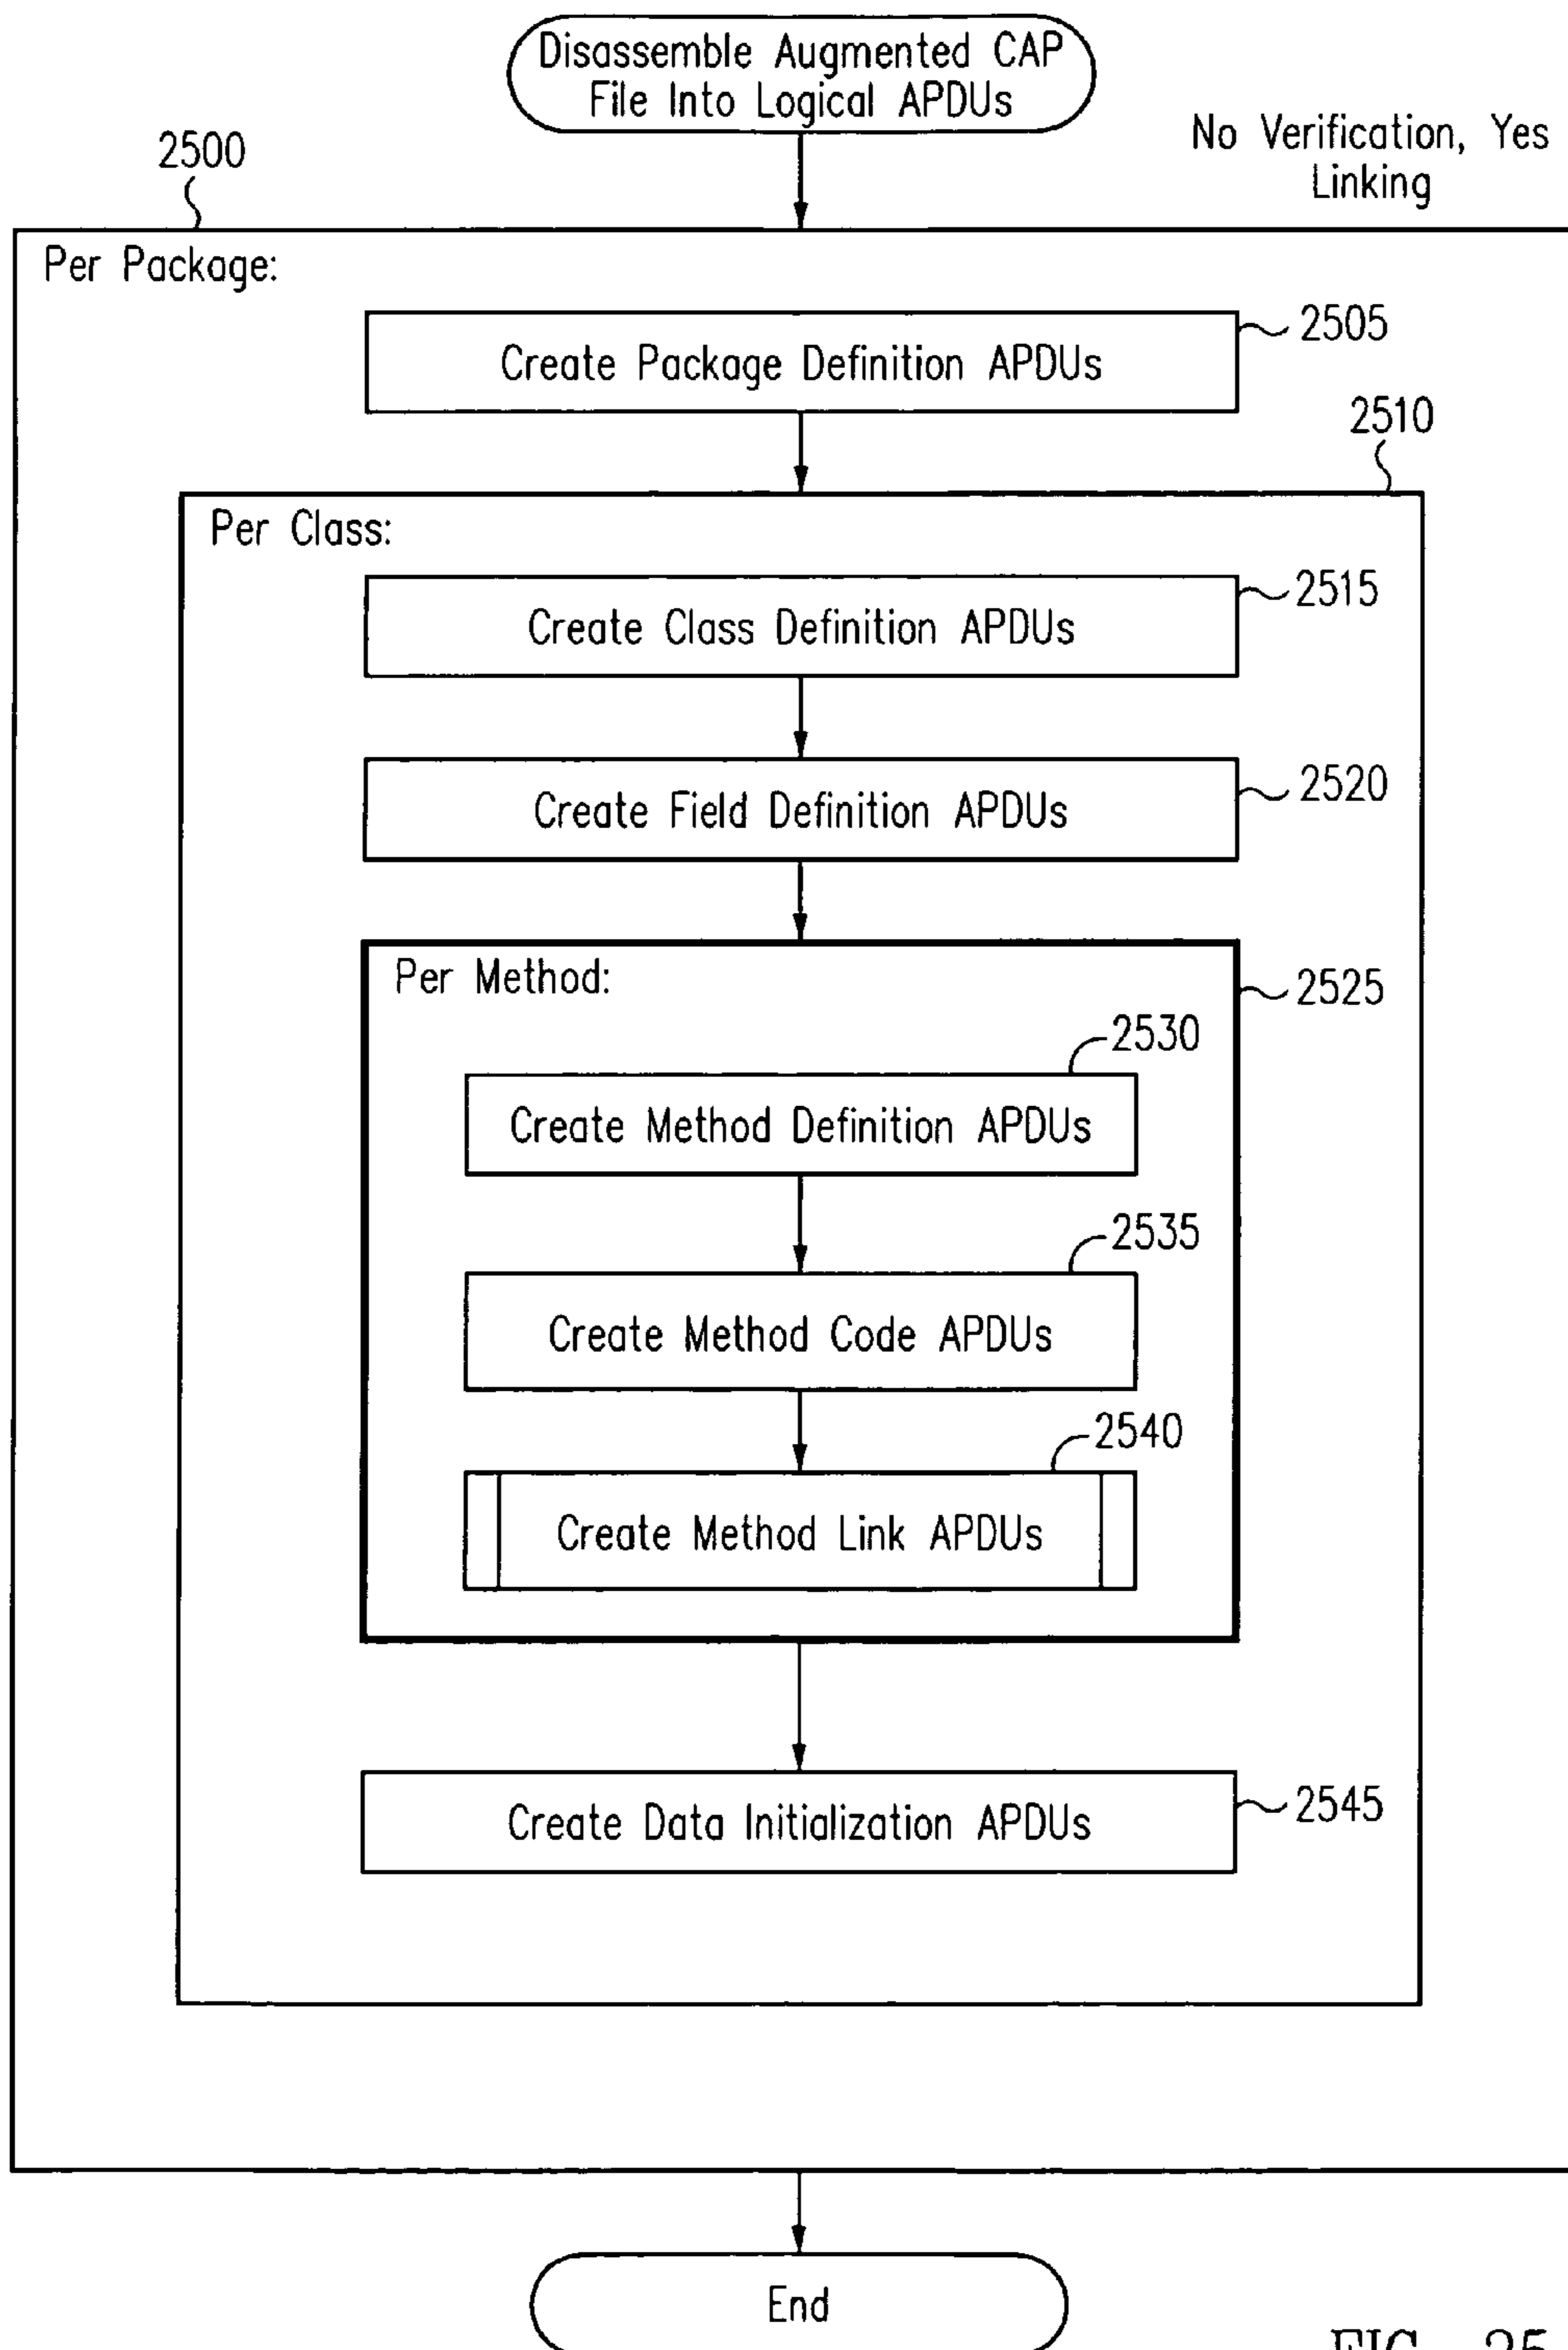 Disassemble Augmented CAP
File Into Logical APDUs
No Verification, Yes
Linking
2500
Per Package:
2505
Create Package Definition APDUs
2510
Per Class:
2515
Create Class Definition APDUs
2520
Create Field Definition APDUs
Per Method:
2525
2530
Create Method Definition APDUs
2535
Create Method Code APDUs
2540
Create Method Link APDUs
Create Data Initialization APDUs
2545
End
FIG. 25